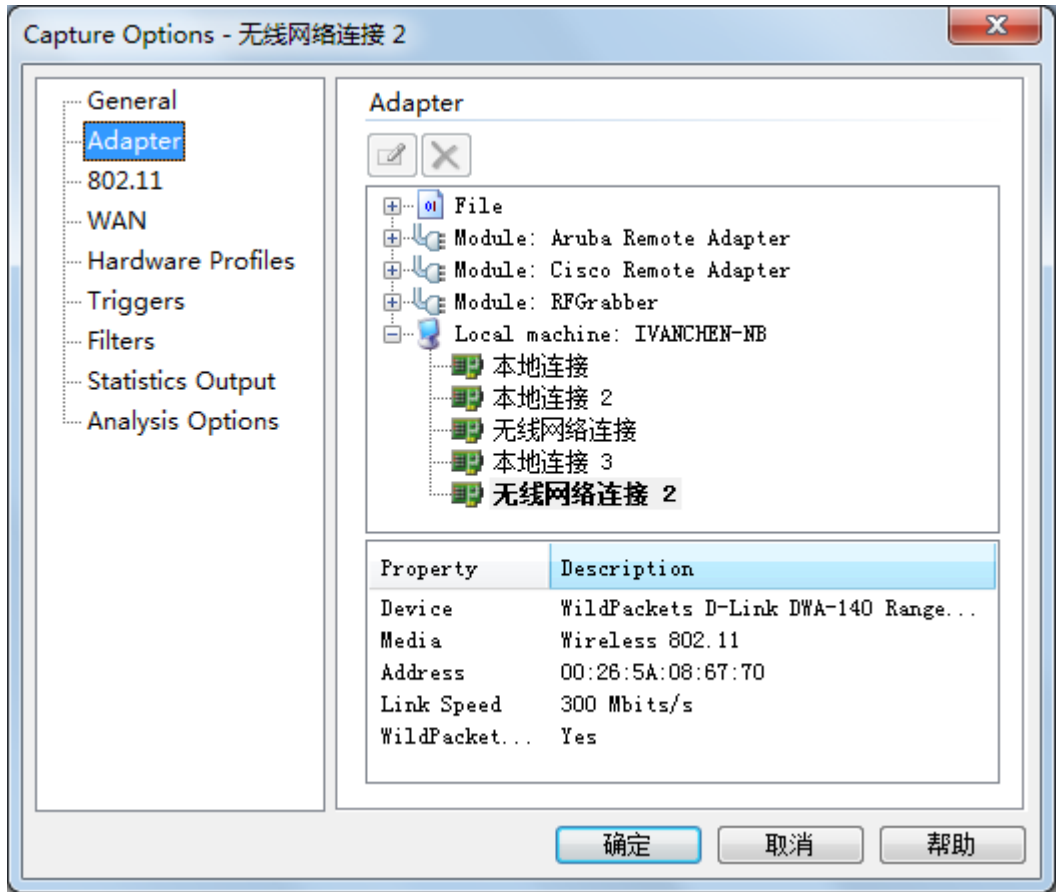 Capture Options - 无线网络连接 2
General
Adapter
802.11
WAN
Hardware Profiles
Triggers
Filters
Statistics Output
Analysis Options
Adapter
File
Module: Aruba Remote Adapter
Module: Cisco Remote Adapter
Module: RFGrabber
Local machine: IVANCHEN-NB
本地连接
本地连接 2
无线网络连接
本地连接 3
无线网络连接 2
Property Description
Device WildPackets D-Link DWA-140 Range...
Media Wireless 802.11
Address 00:26:5A:08:67:70
Link Speed 300 Mbits/s
WildPacket... Yes
确定 取消 帮助